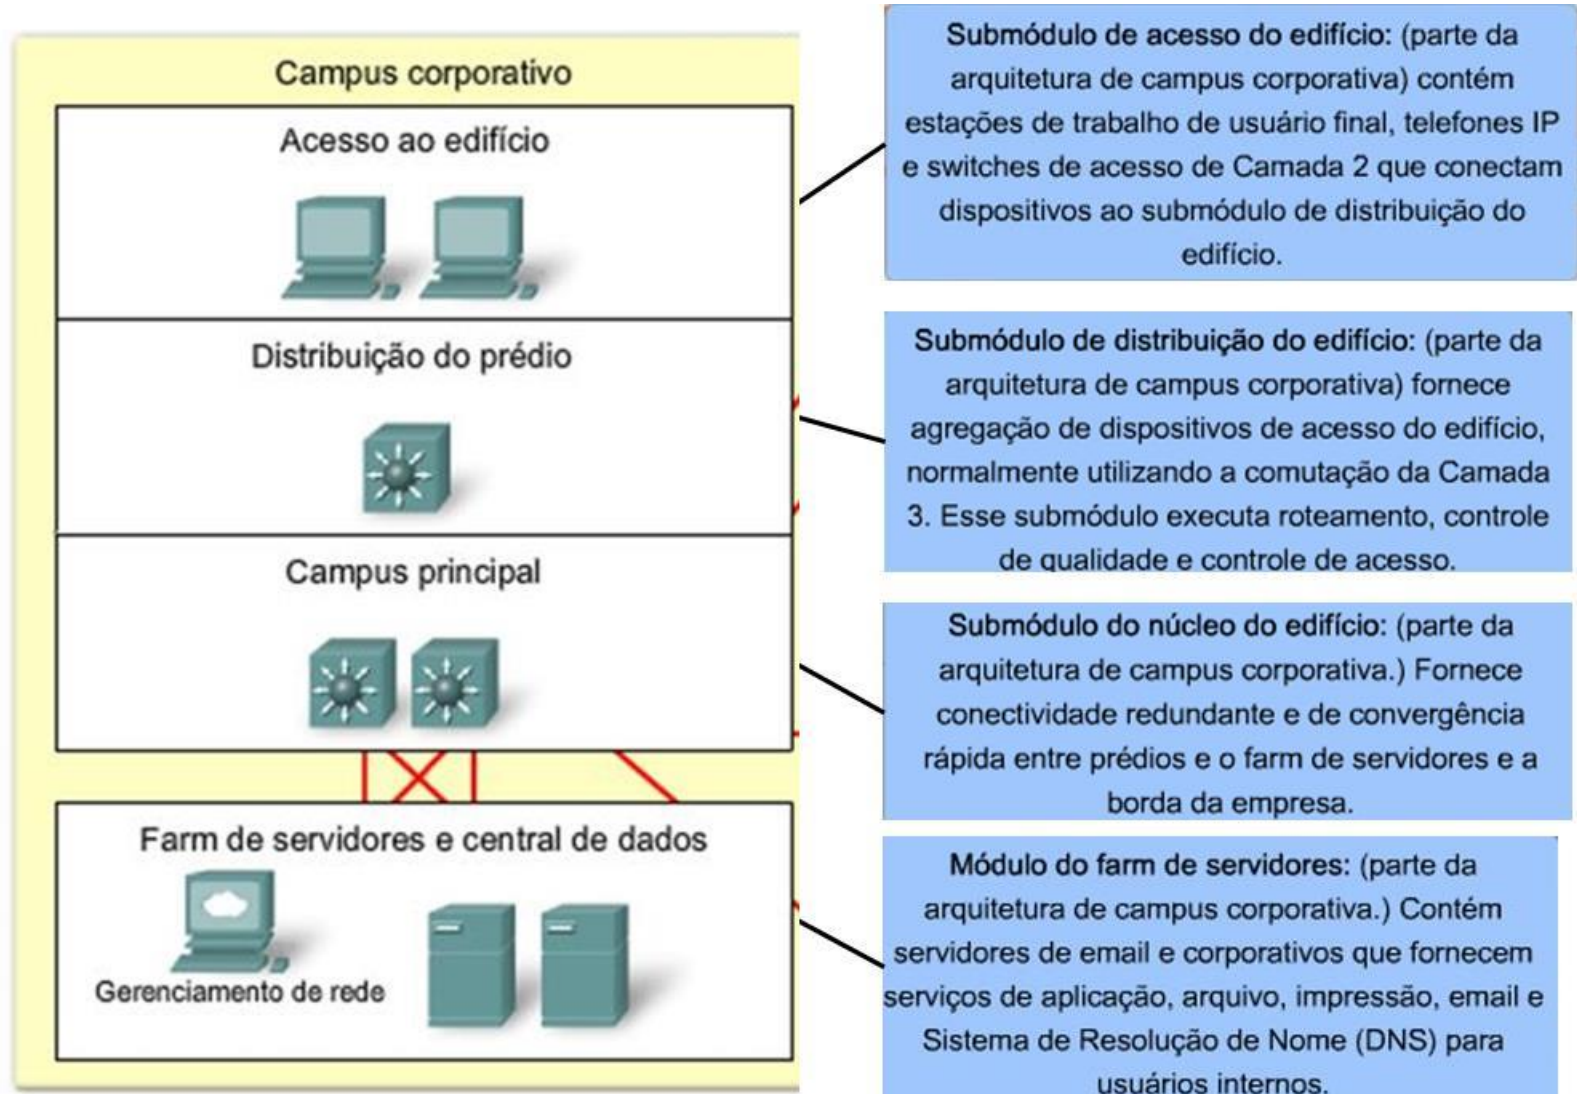 Campus corporativo
Acesso ao edifício
Distribuição do prédio
Campus principal
Farm de servidores e central de dados
Gerenciamento de rede
Submódulo de acesso do edifício: (parte da
arquitetura de campus corporativa) contém
estações de trabalho de usuário final, telefones IP
e switches de acesso de Camada 2 que conectam
dispositivos ao submódulo de distribuição do
edifício.
Submódulo de distribuição do edifício: (parte da
arquitetura de campus corporativa) fornece
agregação de dispositivos de acesso do edifício,
normalmente utilizando a comutação da Camada
3. Esse submódulo executa roteamento, controle
de qualidade e controle de acesso.
Submódulo do núcleo do edifício: (parte da
arquitetura de campus corporativa.) Fornece
conectividade redundante e de convergência
rápida entre prédios e o farm de servidores e a
borda da empresa.
Módulo do farm de servidores: (parte da
arquitetura de campus corporativa.) Contém
servidores de email e corporativos que fornecem
serviços de aplicação, arquivo, impressão, email e
Sistema de Resolução de Nome (DNS) para
usuários internos.